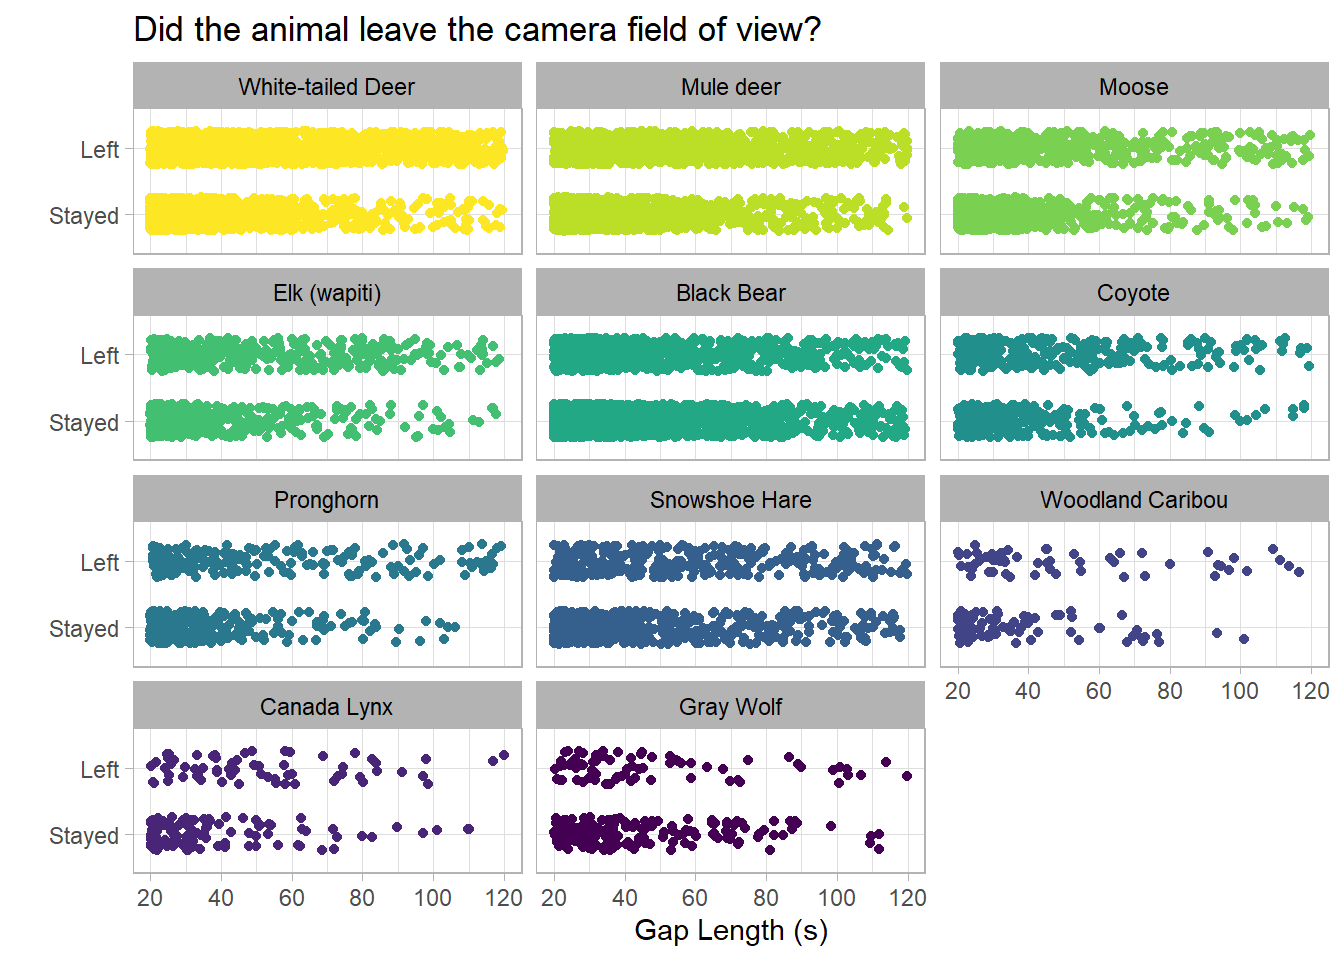 Did the animal leave the camera field of view?
White-tailed Deer
Mule deer
Moose
Left
Stayed
Elk (wapiti)
Black Bear
Coyote
Left
Stayed
Pronghorn
Snowshoe Hare
Woodland Caribou
Left
Stayed
20 40 60 80 100 120
Canada Lynx
Gray Wolf
Left
Stayed
20 40 60 80 100 120
20 40 60 80 100 120
Gap Length (s)